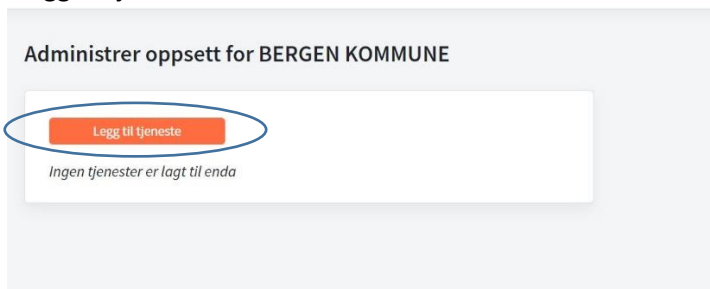 Administrer oppsett for BERGEN KOMMUNE
Legg til tjeneste
Ingen tjenester er lagt til enda